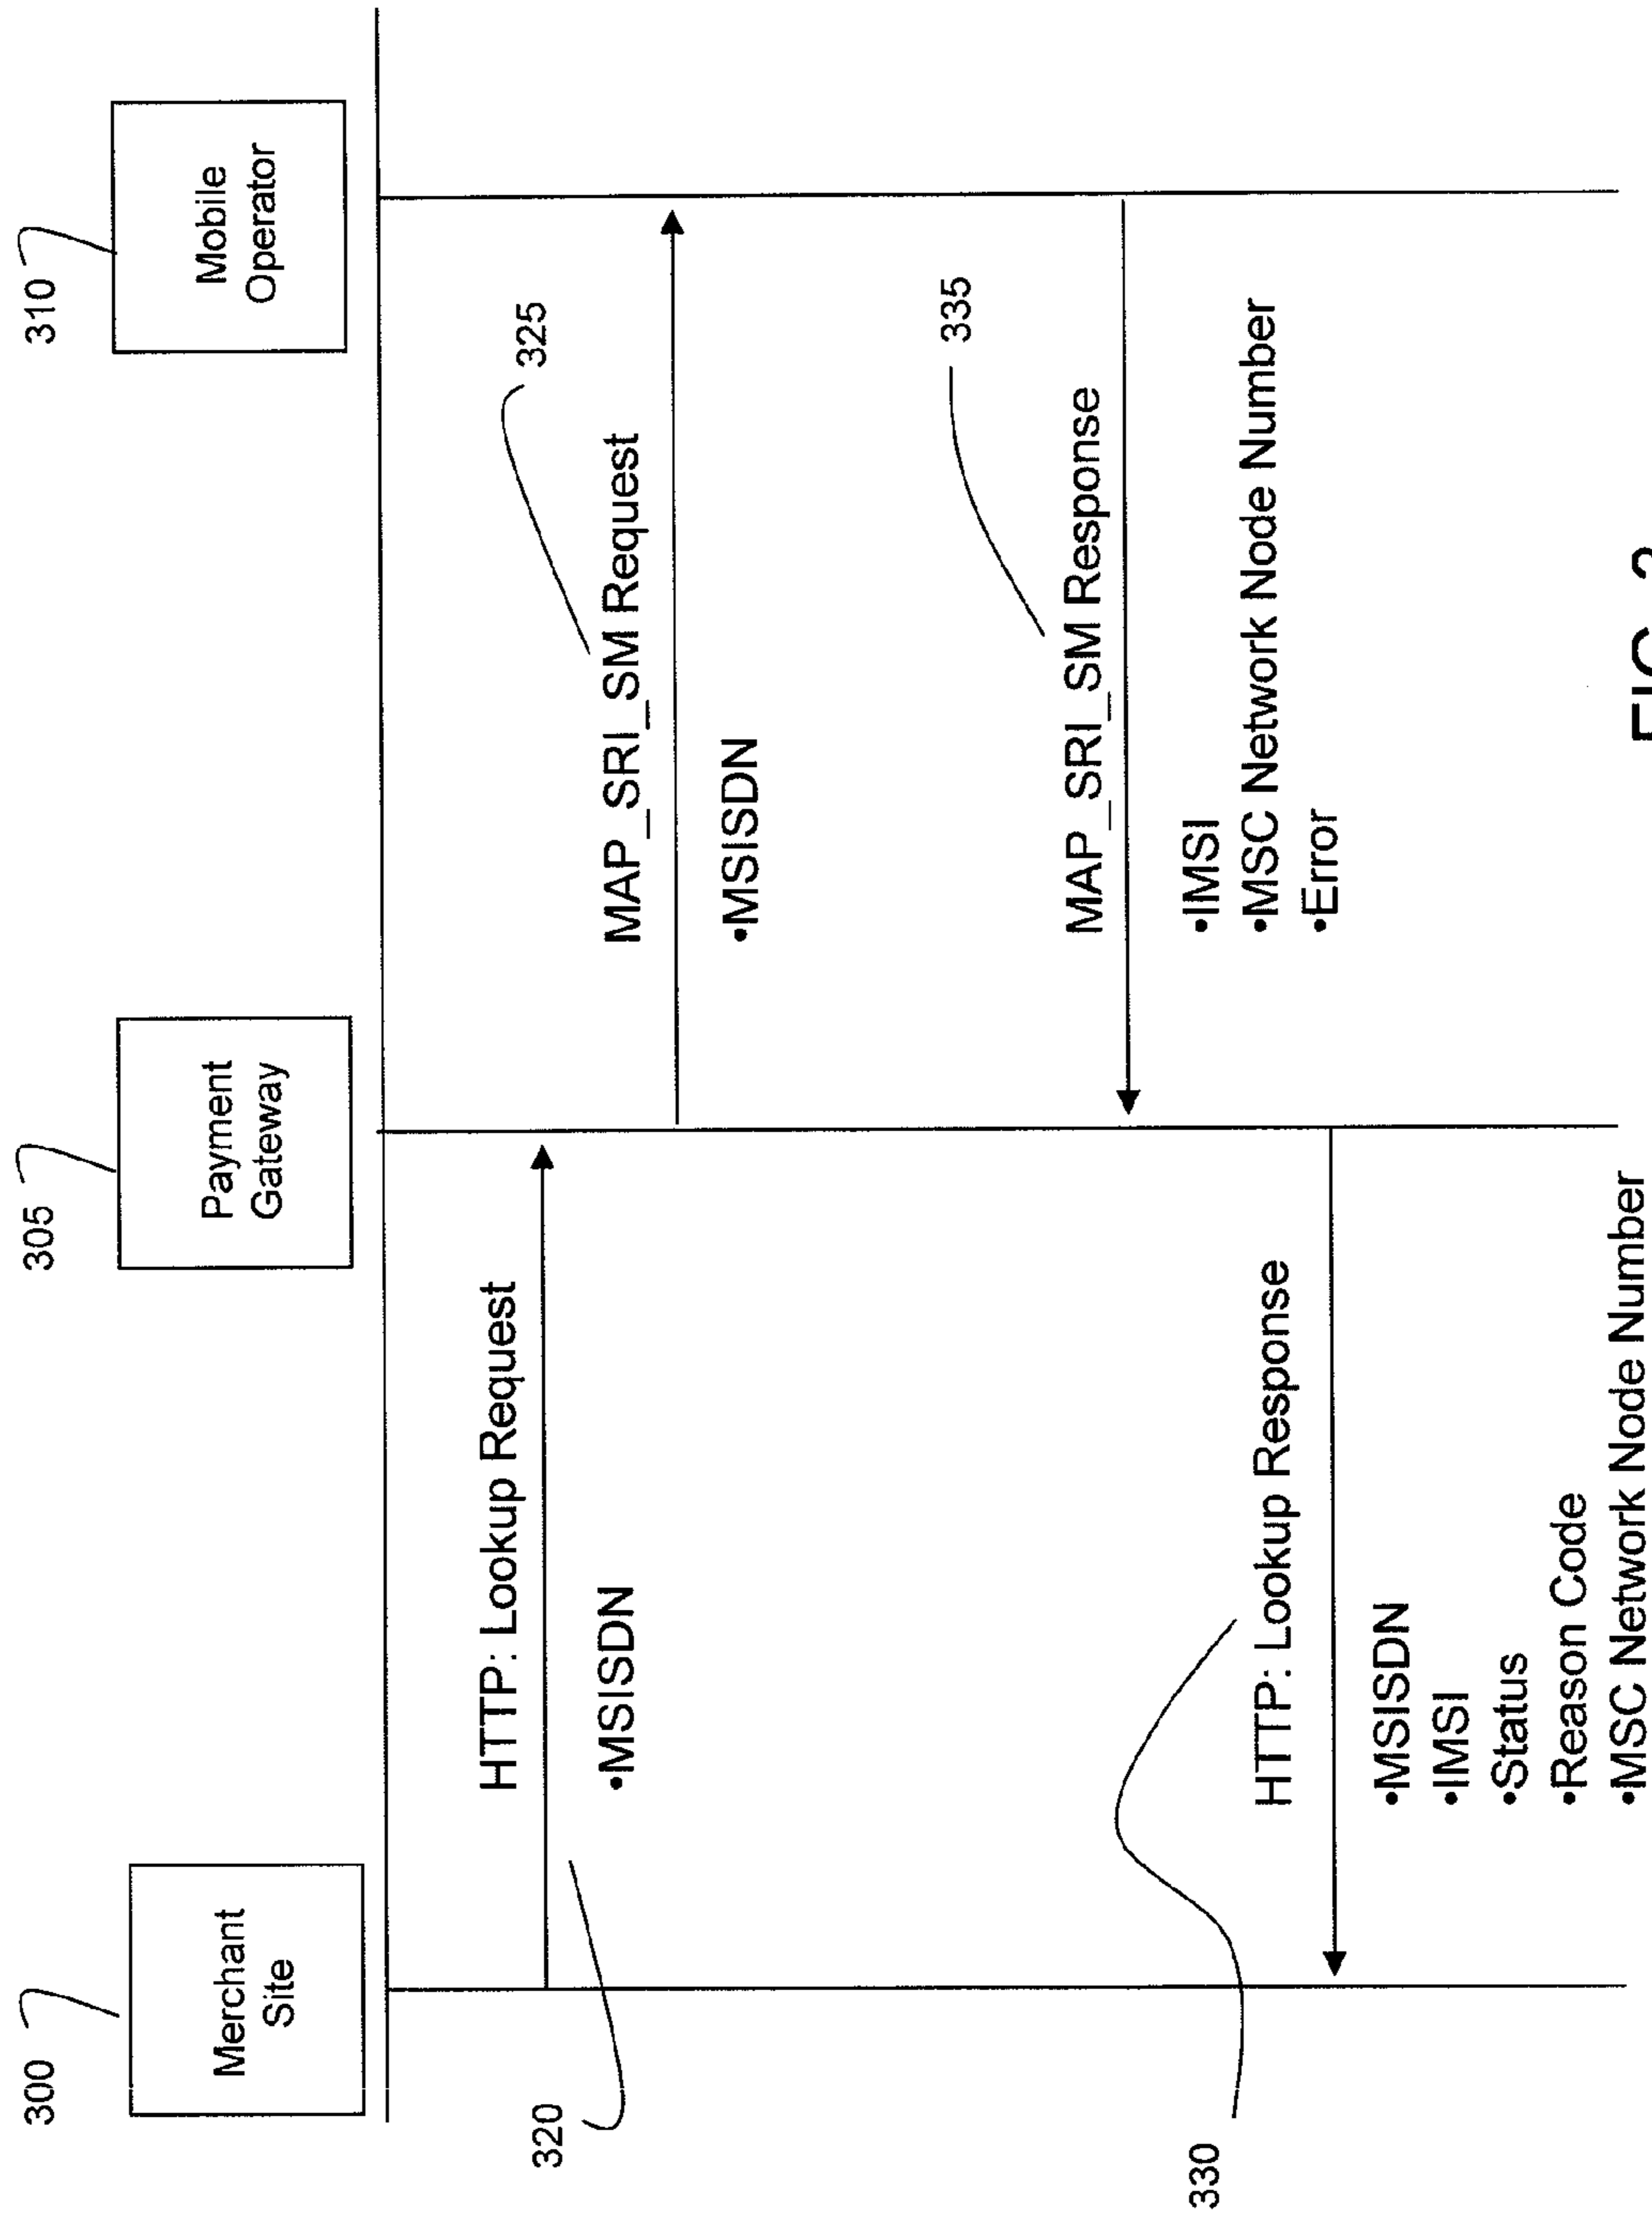 300
Merchant
Site
305
Payment
Gateway
310
Mobile
Operator
HTTP: Lookup Request
320
•MSISDN
325
MAP_SRI_SM Request
•MSISDN
335
MAP_SRI_SM Response
•IMSI
•MSC Network Node Number
•Error
HTTP: Lookup Response
330
•MSISDN
•IMSI
•Status
•Reason Code
•MSC Network Node Number
FIG.